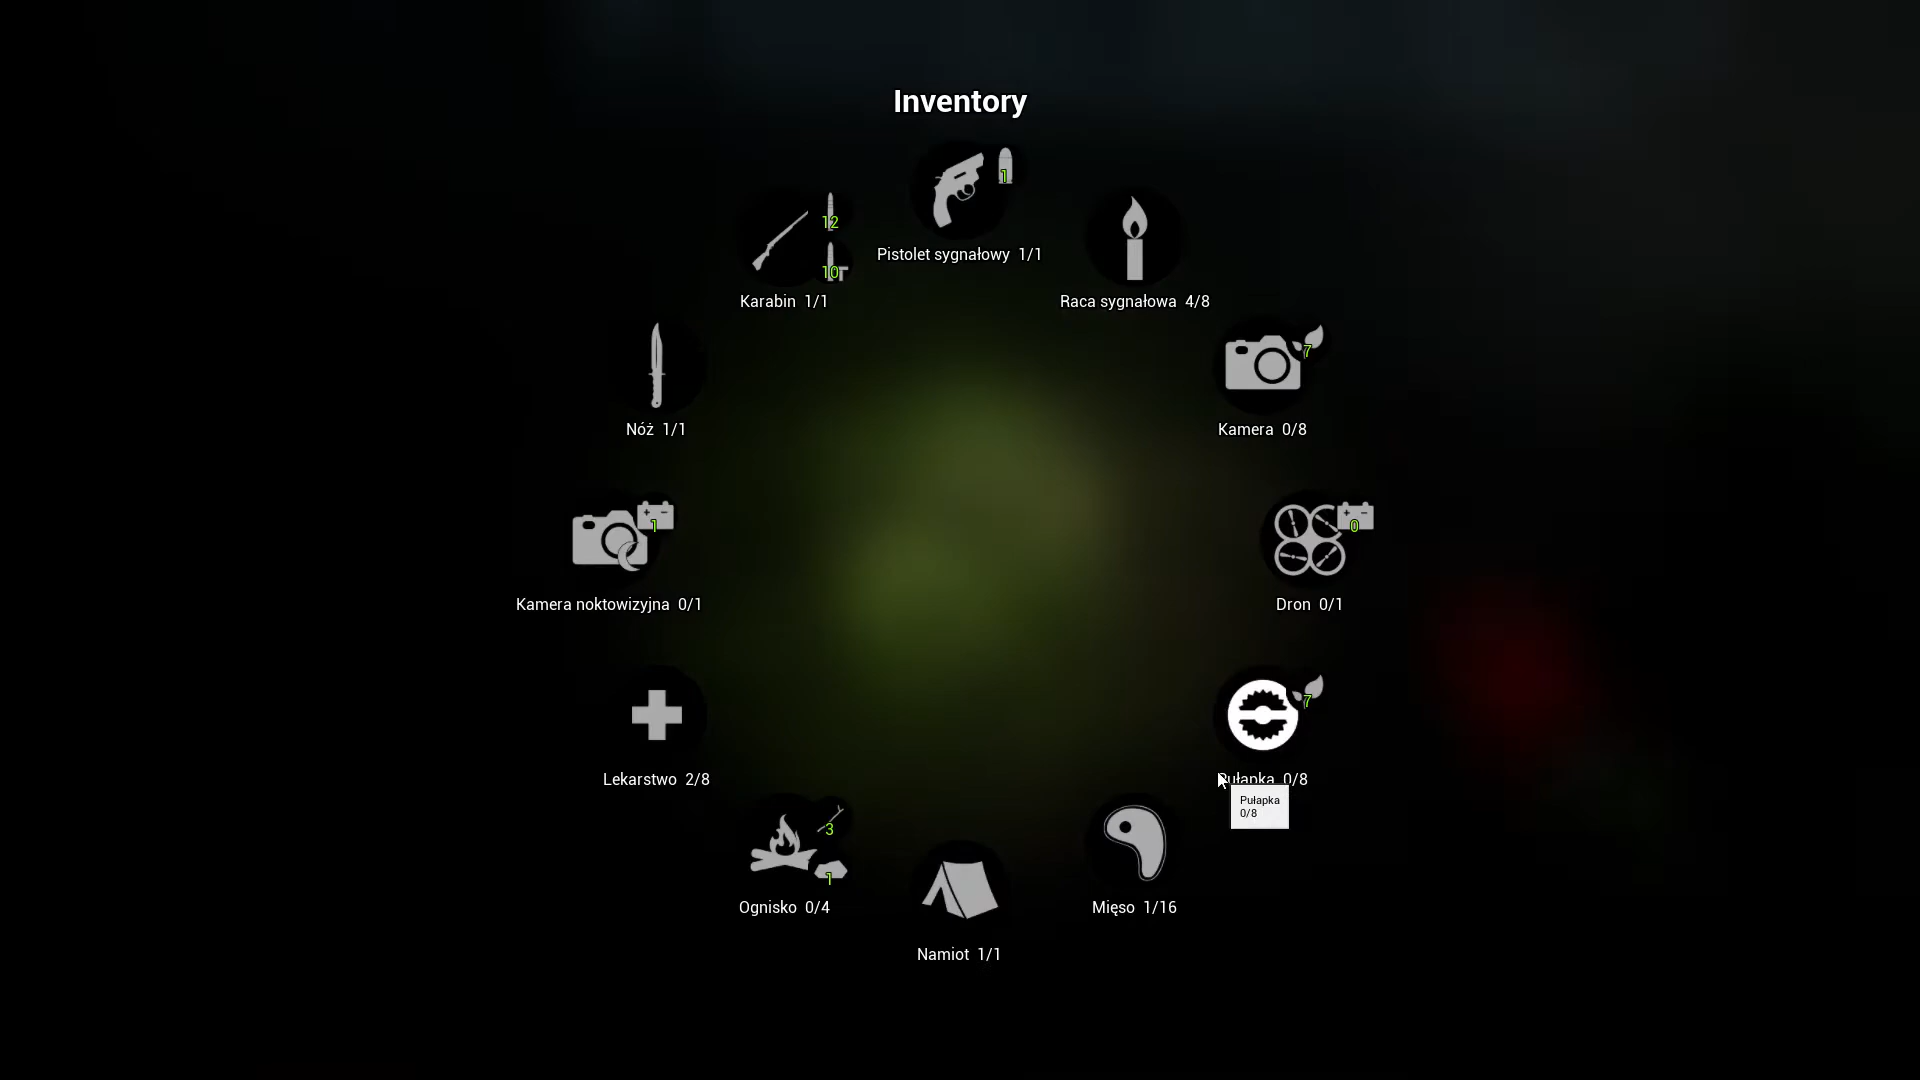 Inventory
1
Pistolet sygnałowy 1/1
12
10
Karabin 1/1
Raca sygnałowa 4/8
Nóż 1/1
7
Kamera 0/8
1
Kamera noktowizyjna 0/1
0
Dron 0/1
Lekarstwo 2/8
7
Pułapka 0/8
Pułapka
0/8
3
1
Ognisko 0/4
Mięso 1/16
Namiot 1/1